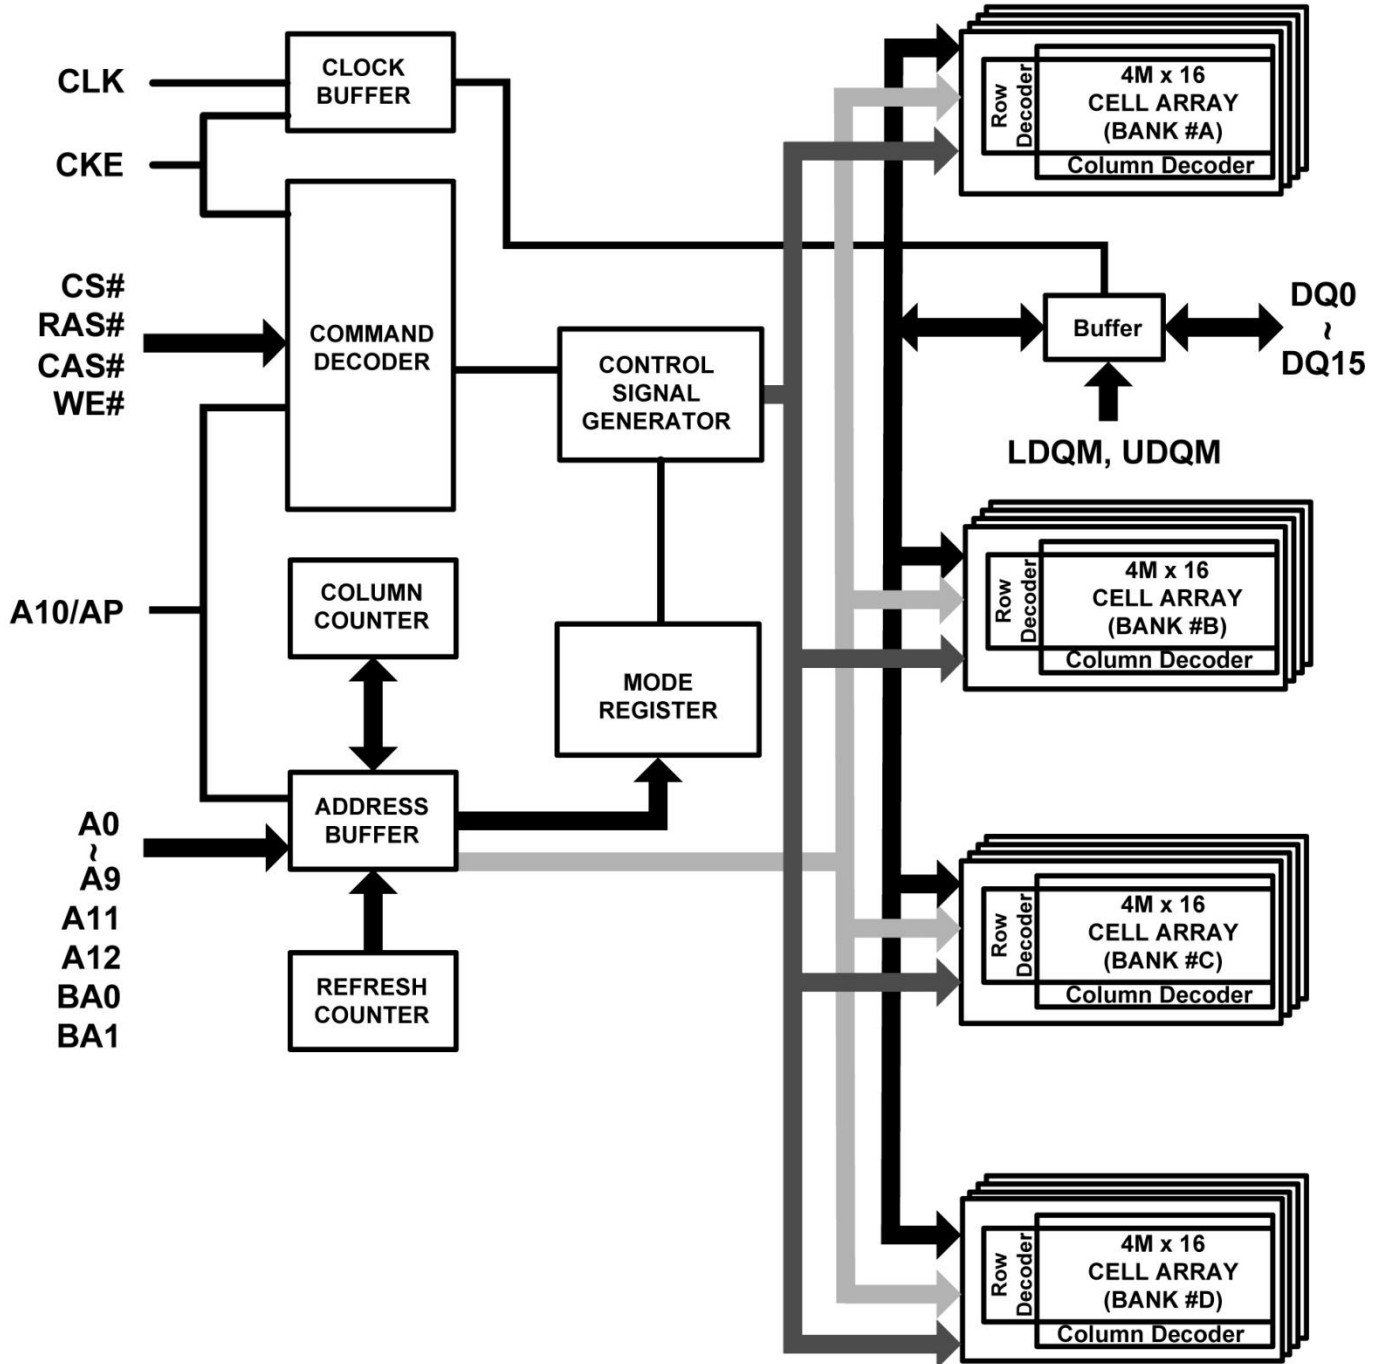 CLK
CKE
CS#
RAS#
CAS#
WE#
A10/AP
A0
~
A9
A11
A12
BA0
BA1
CLOCK
BUFFER
COMMAND
DECODER
COLUMN
COUNTER
ADDRESS
BUFFER
REFRESH
COUNTER
CONTROL
SIGNAL
GENERATOR
MODE
REGISTER
Row
Decoder
4M x 16
CELL ARRAY
(BANK #A)
Column Decoder
Buffer
DQ0
~
DQ15
LDQM, UDQM
Row
Decoder
4M x 16
CELL ARRAY
(BANK #B)
Column Decoder
Row
Decoder
4M x 16
CELL ARRAY
(BANK #C)
Column Decoder
Row
Decoder
4M x 16
CELL ARRAY
(BANK #D)
Column Decoder